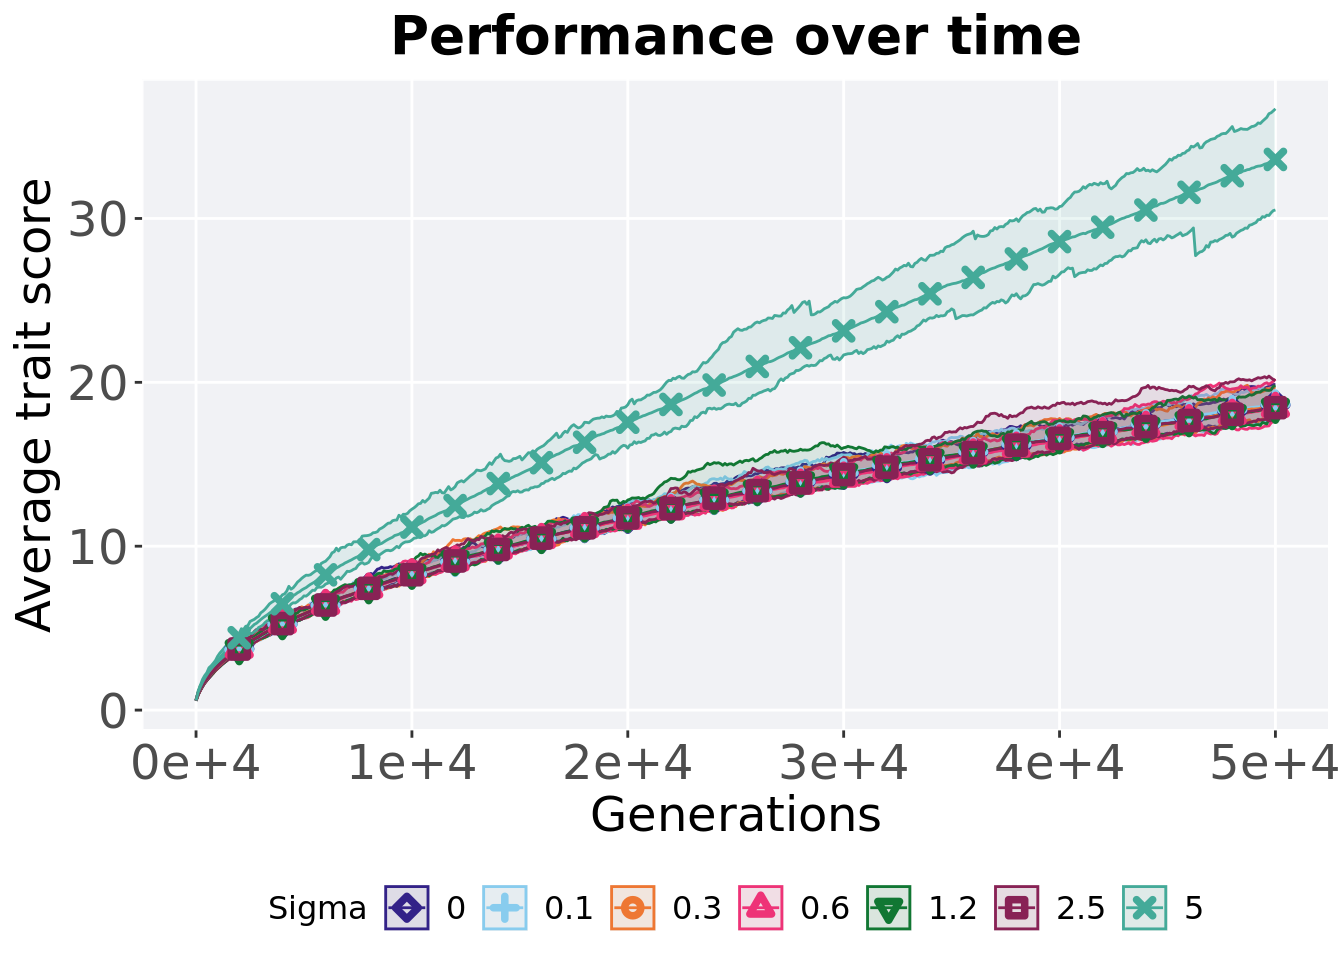 Performance over time
Average trait score
30
20
10
0
0e+4 1e+4 2e+4 3e+4 4e+4 5e+4
Generations
Sigma 0 0.1 0.3 0.6 1.2 2.5 5